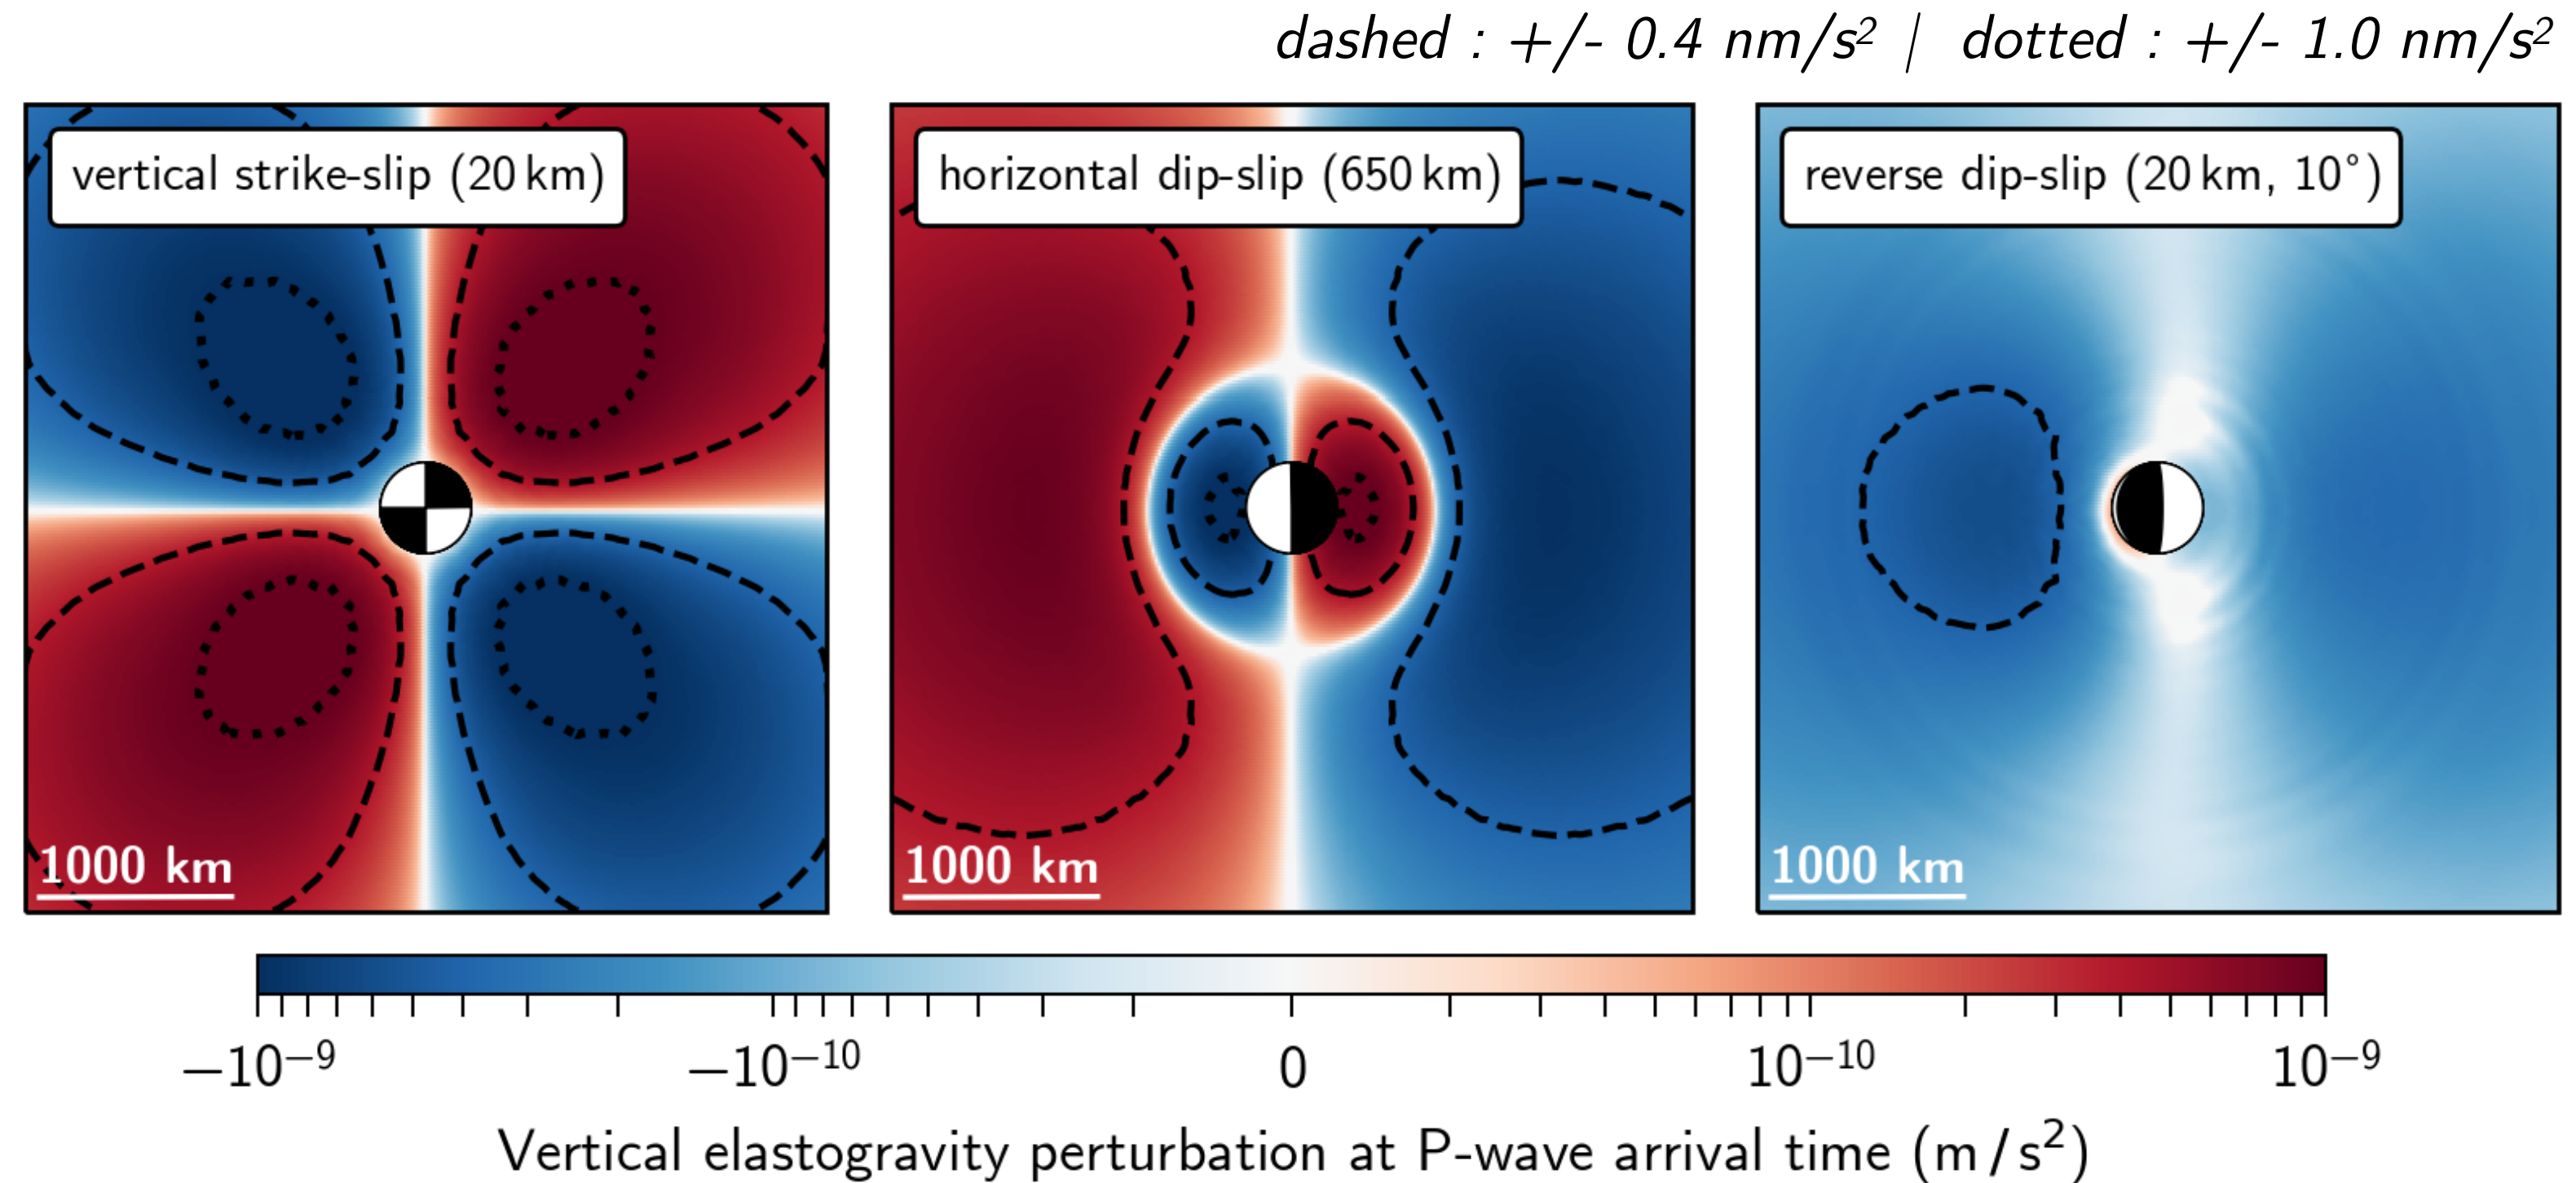 dashed : +/- 0.4 nm/s² | dotted : +/- 1.0 nm/s²
vertical strike-slip (20 km)
horizontal dip-slip (650 km)
reverse dip-slip (20 km, 10°)
1000 km
1000 km
1000 km
−10⁻⁹
−10⁻¹⁰
0
10⁻¹⁰
10⁻⁹
Vertical elastogravity perturbation at P-wave arrival time (m/s²)